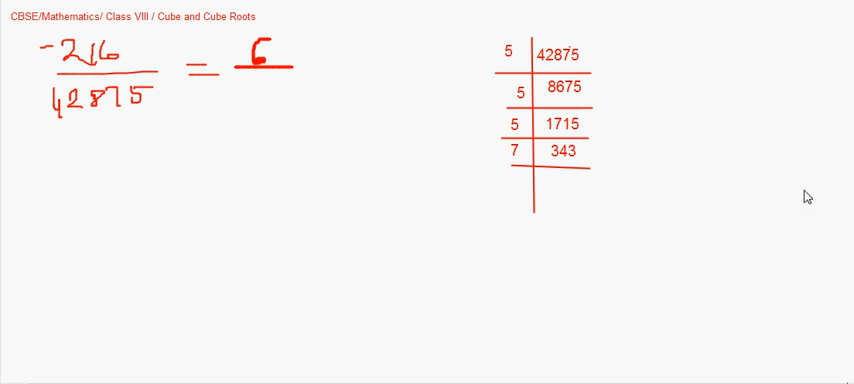 CBSE/Mathematics/ Class VIII / Cube and Cube Roots
-216 = 6
42875
5 42875
5 8675
5 1715
7 343